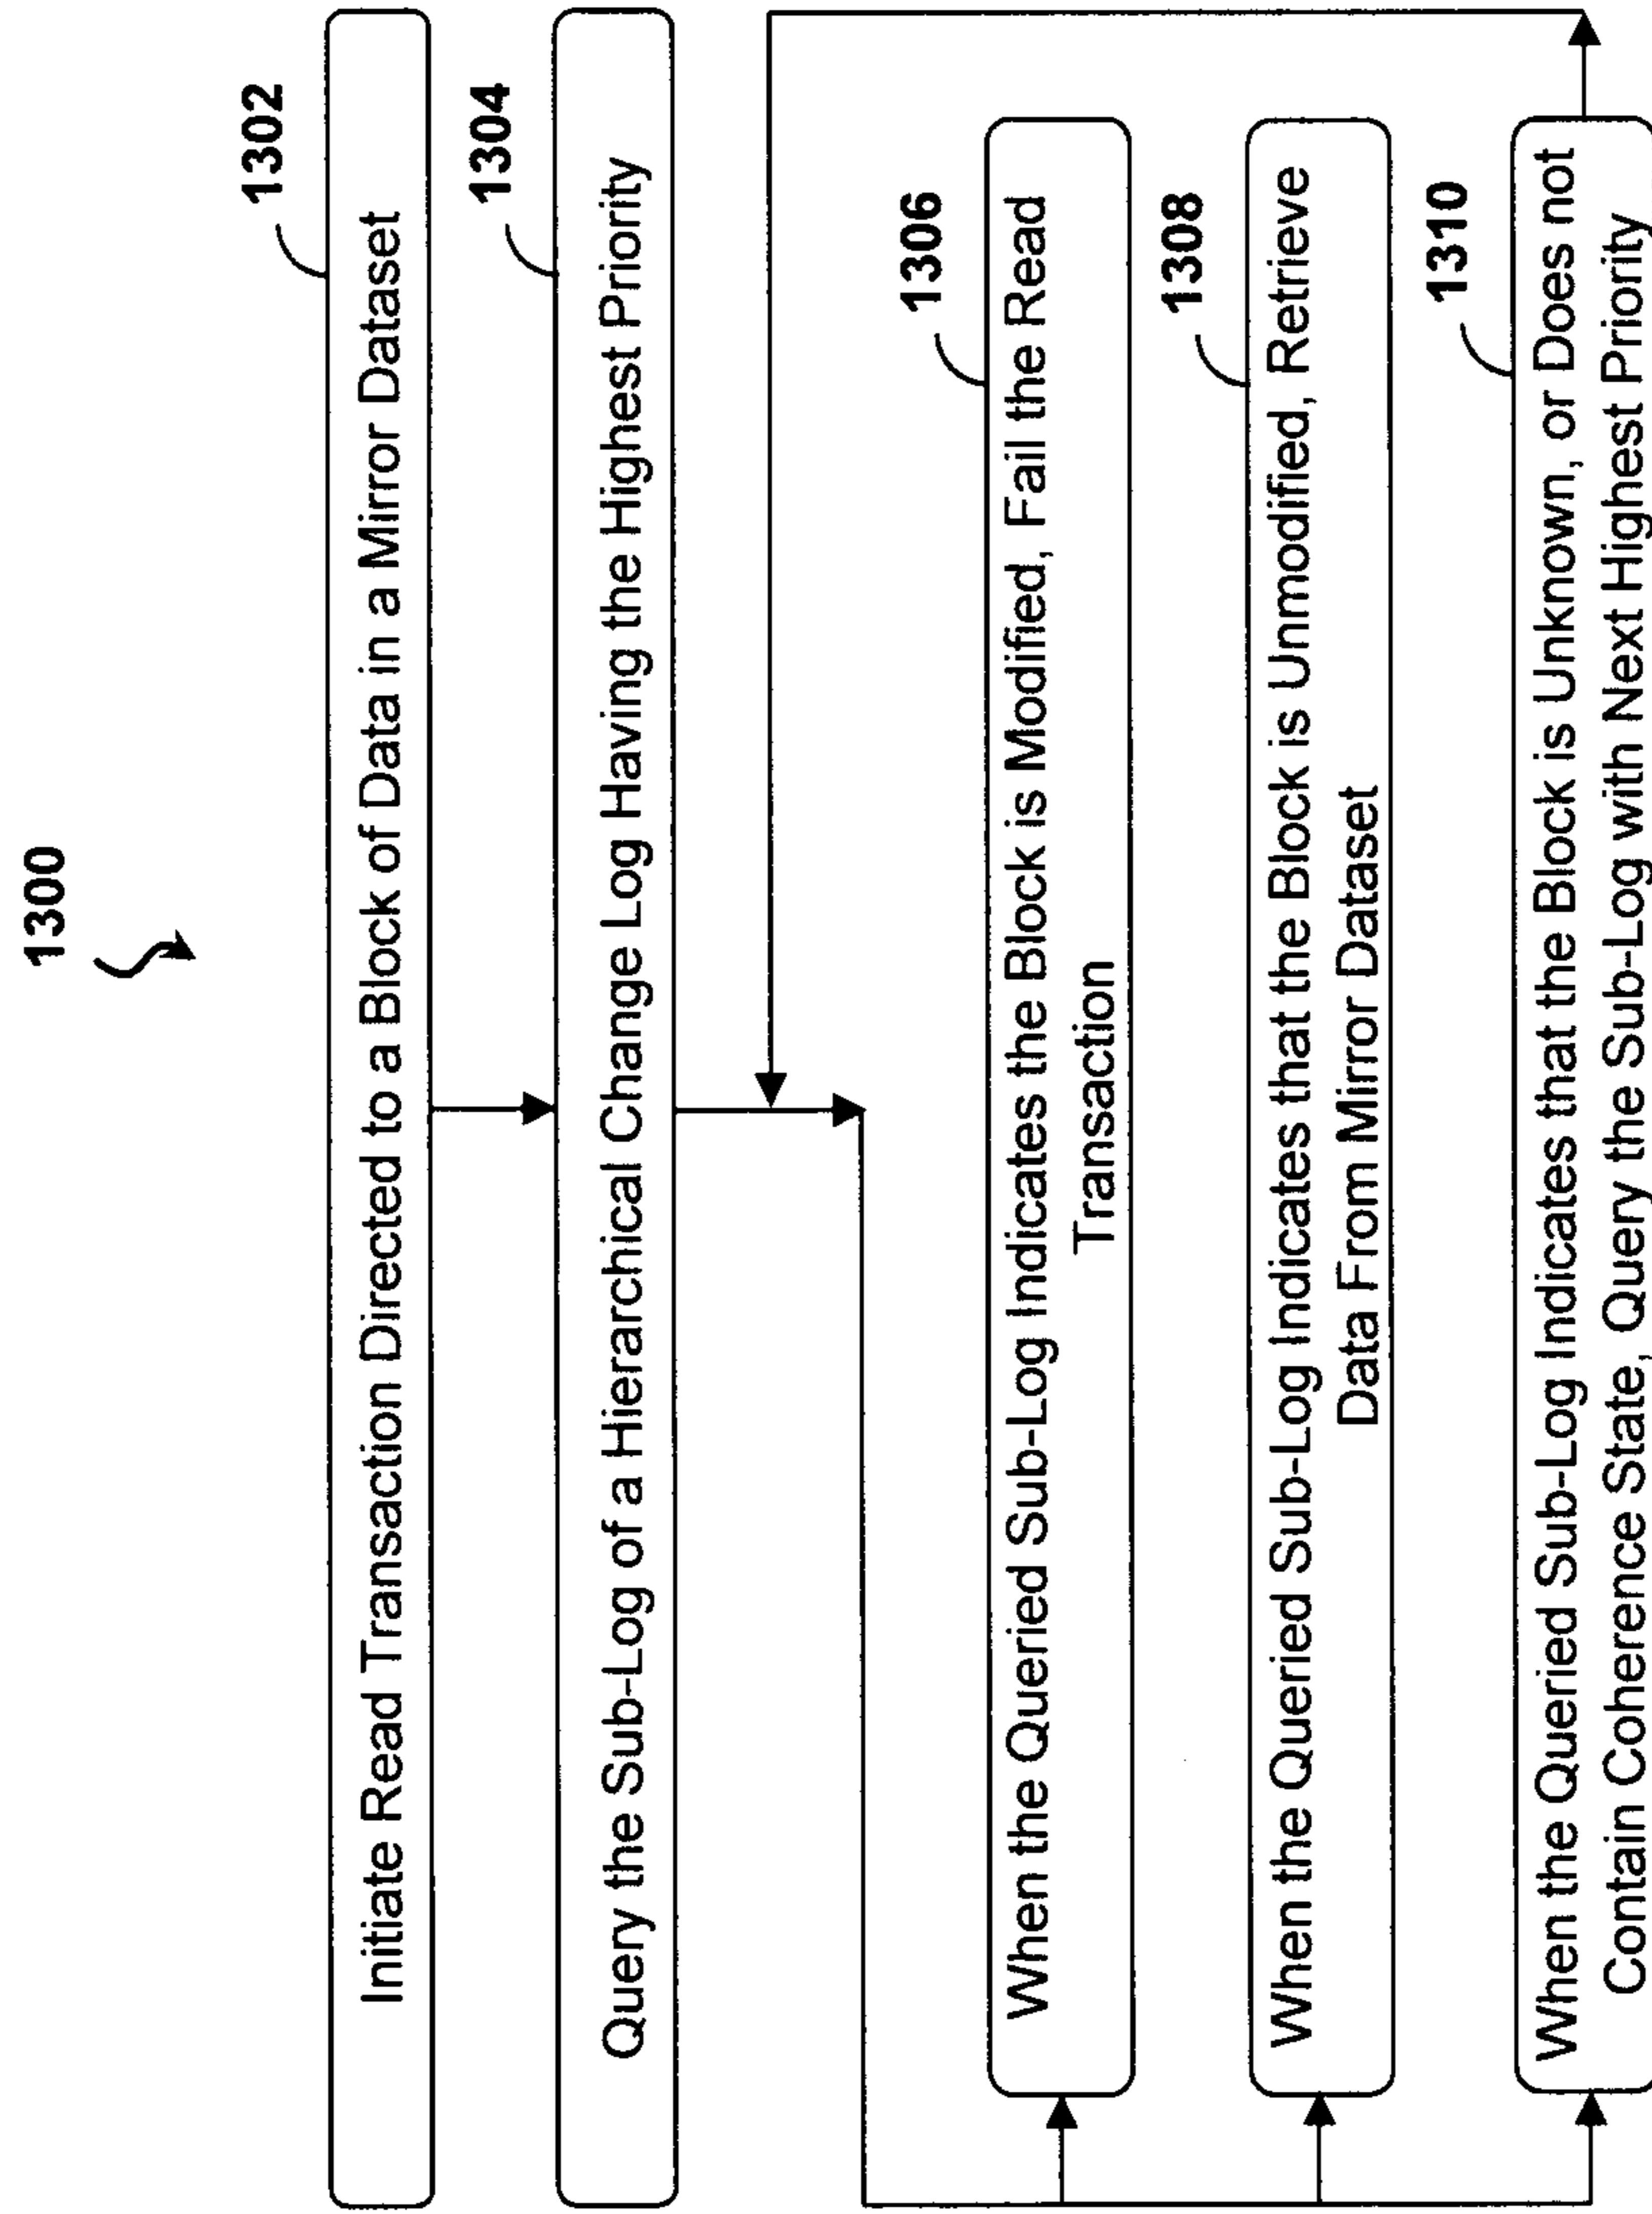 1300
1302
Initiate Read Transaction Directed to a Block of Data in a Mirror Dataset
1304
Query the Sub-Log of a Hierarchical Change Log Having the Highest Priority
1306
When the Queried Sub-Log Indicates the Block is Modified, Fail the Read
Transaction
1308
When the Queried Sub-Log Indicates that the Block is Unmodified, Retrieve
Data From Mirror Dataset
1310
When the Queried Sub-Log Indicates that the Block is Unknown, or Does not
Contain Coherence State, Query the Sub-Log with Next Highest Priority